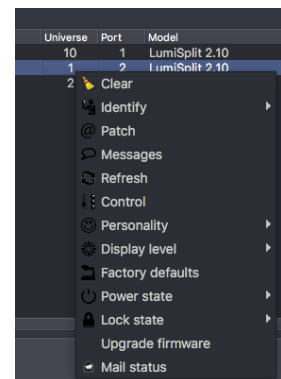 Universe Port Model
10 1 LumiSplit 2.10
1 2 LumiSplit 2.10
2
Clear
Identify
@ Patch
Messages
Refresh
Control
Personality
Display level
Factory defaults
Power state
Lock state
Upgrade firmware
Mail status